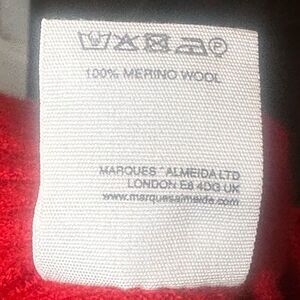 P
100% MERINO WOOL
MARQUES ' ALMEIDA LTD
LONDON E8 4DG UK
www.marquesalmeida.com